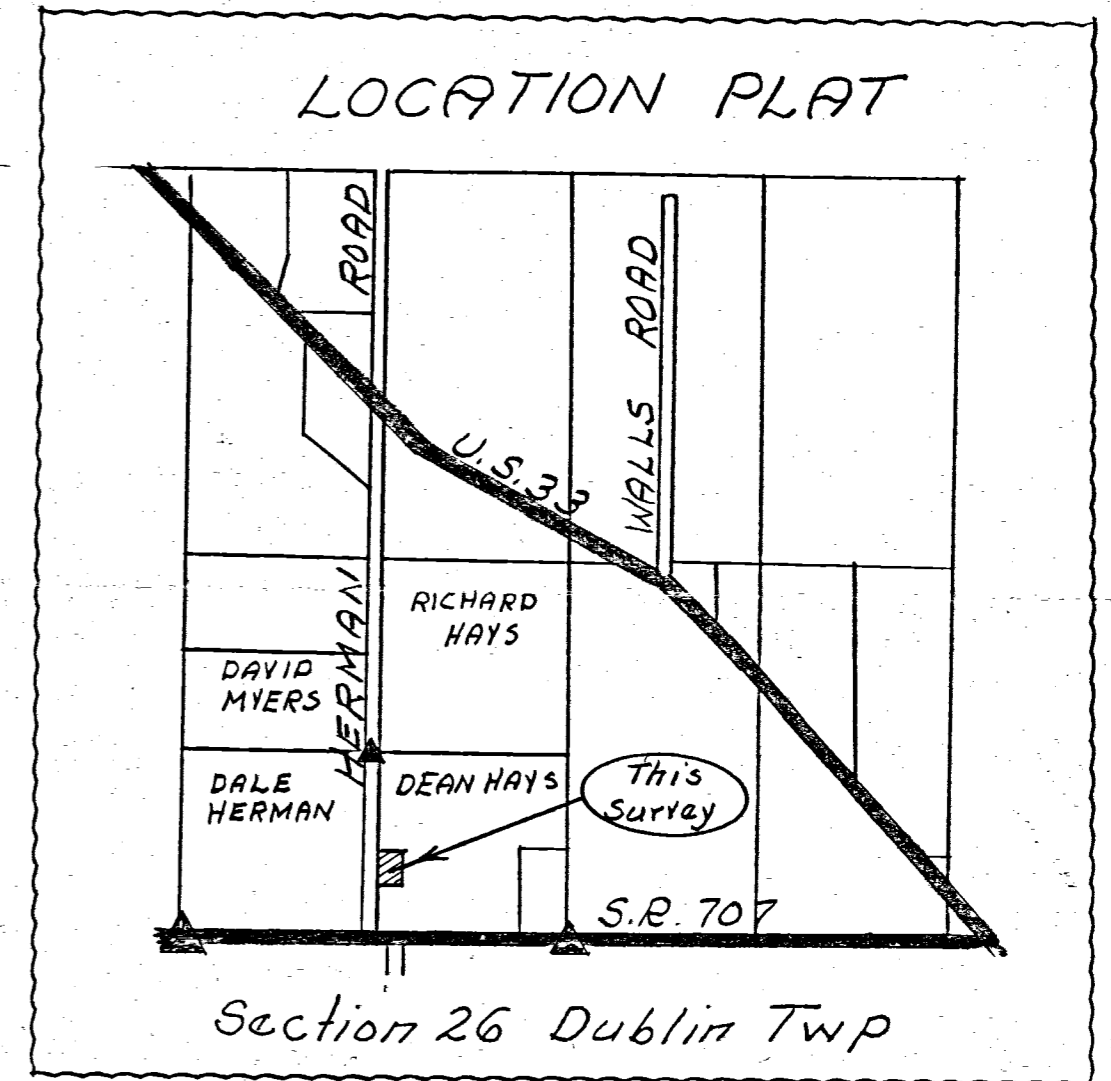 LOCATION PLAT
ROAD
WALLS ROAD
U.S.33
HERMAN
RICHARD
HAYS
DAVID
MYERS
DALE
HERMAN
DEAN HAYS
This
Survey
S.R. 707
Section 26 Dublin Twp